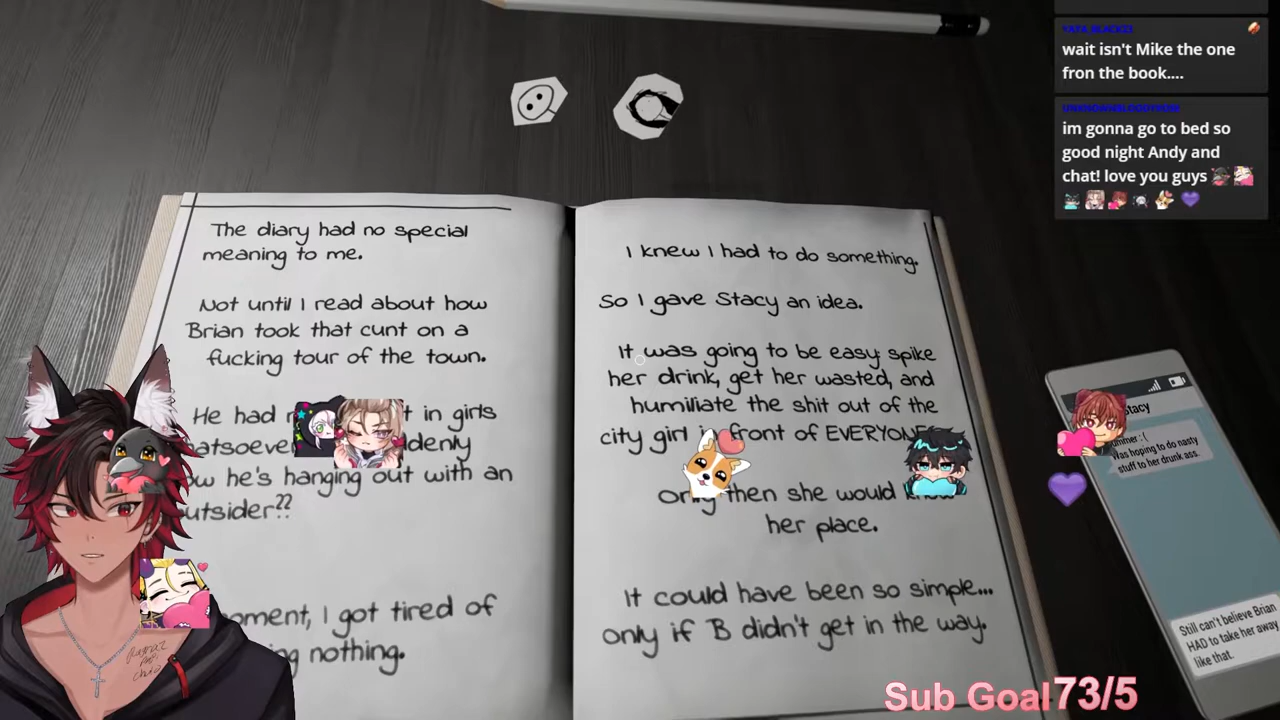 wait isn't Mike the one
fron the book....
im gonna go to bed so
good night Andy and
chat! love you guys
The diary had no special
meaning to me.
Not until I read about how
Brian took that cunt on a
fucking tour of the town.
He had in girls
he's hanging out with an
I got tired of
nothing.
I knew I had to do something.
So I gave Stacy an idea.
It was going to be easy: spike
her drink, get her wasted, and
humiliate the shit out of the
city girl front of
then she would
her place.
It could have been so simple...
only if B didn't get in the way.
was hoping to do nasty
stuff to her drunk ass.
Still can't believe Brian
HAD to take her away
like that.
Sub Goal 73/5